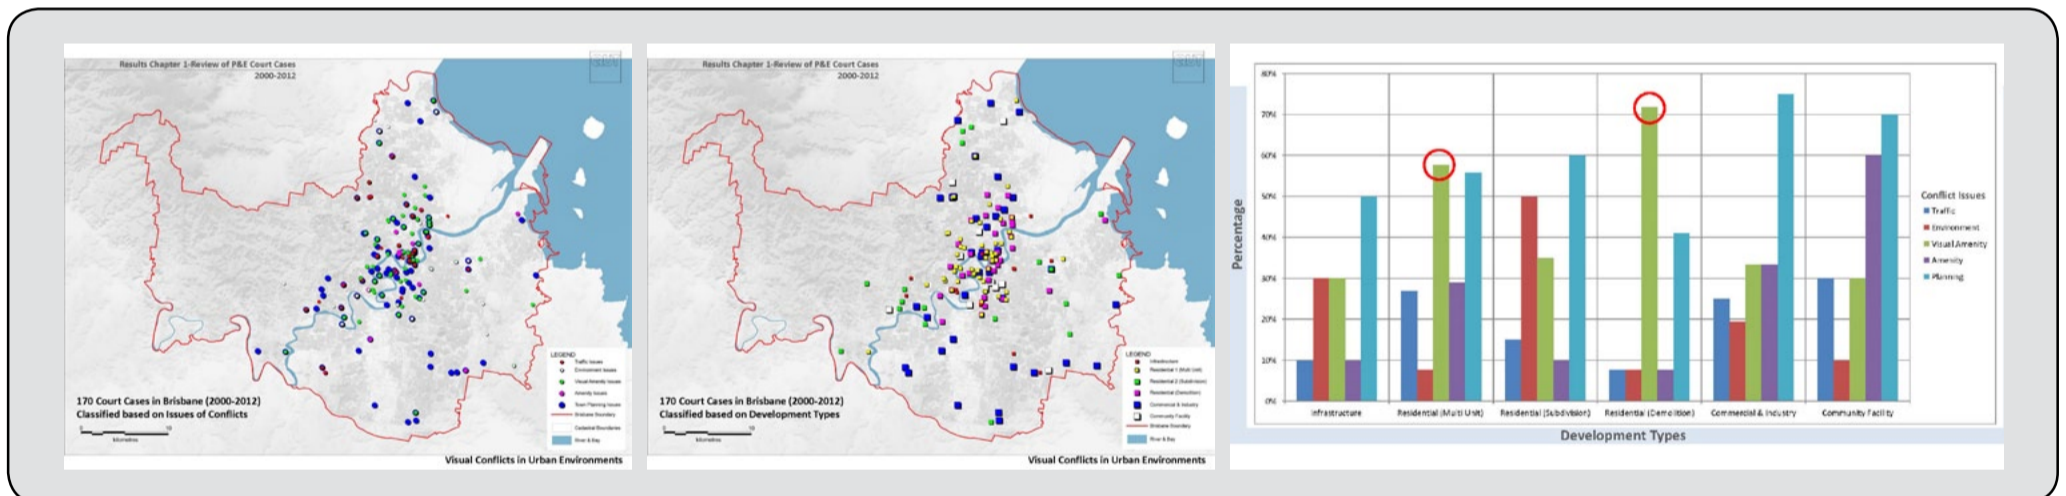 Results Chapter 1-Review of P&E Court Cases
2000-2012
170 Court Cases in Brisbane (2000-2012)
Classified based on Issues of Conflicts
0 10
kilometres
LEGEND
Traffic Issues
Environment Issues
Visual Amenity Issues
Amenity Issues
Town Planning Issues
Brisbane Boundary
Cadastral Boundaries
River & Bay
Visual Conflicts in Urban Environments
Results Chapter 1-Review of P&E Court Cases
2000-2012
170 Court Cases in Brisbane (2000-2012)
Classified based on Development Types
0 10
kilometres
LEGEND
Infrastructure
Residential 1 (Multi Unit)
Residential 2 (Subdivision)
Residential (Demolition)
Commercial & Industry
Community Facility
Brisbane Boundary
River & Bay
Visual Conflicts in Urban Environments
80%
70%
60%
50%
40%
30%
20%
10%
0%
Percentage
Infrastructure
Residential (Multi Unit)
Residential (Subdivision)
Residential (Demolition)
Commercial & Industry
Community Facility
Development Types
Conflict Issues
Traffic
Environment
Visual Amenity
Amenity
Planning